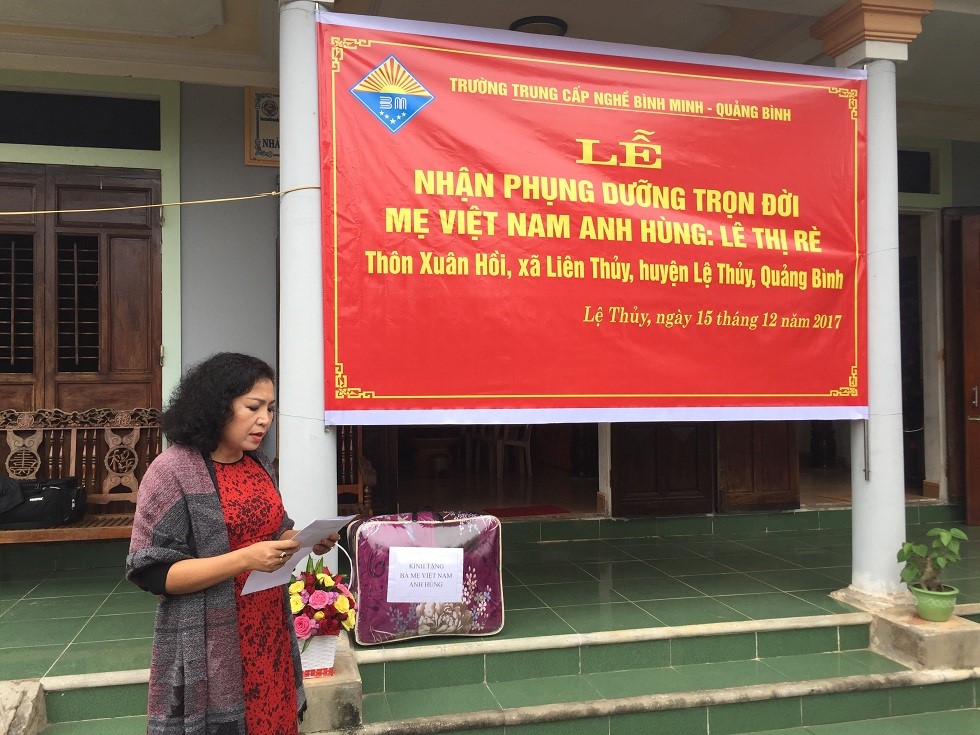 BM
TRƯỜNG TRUNG CẤP NGHỀ BÌNH MINH - QUẢNG BÌNH
LỄ
NHẬN PHỤNG DƯỠNG TRỌN ĐỜI
MẸ VIỆT NAM ANH HÙNG: LÊ THỊ RÈ
Thôn Xuân Hồi, xã Liên Thủy, huyện Lệ Thủy, Quảng Bình
Lệ Thủy, ngày 15 tháng 12 năm 2017
NHÀ
KÍNH TẶNG
BÀ MẸ VIỆT NAM
ANH HÙNG